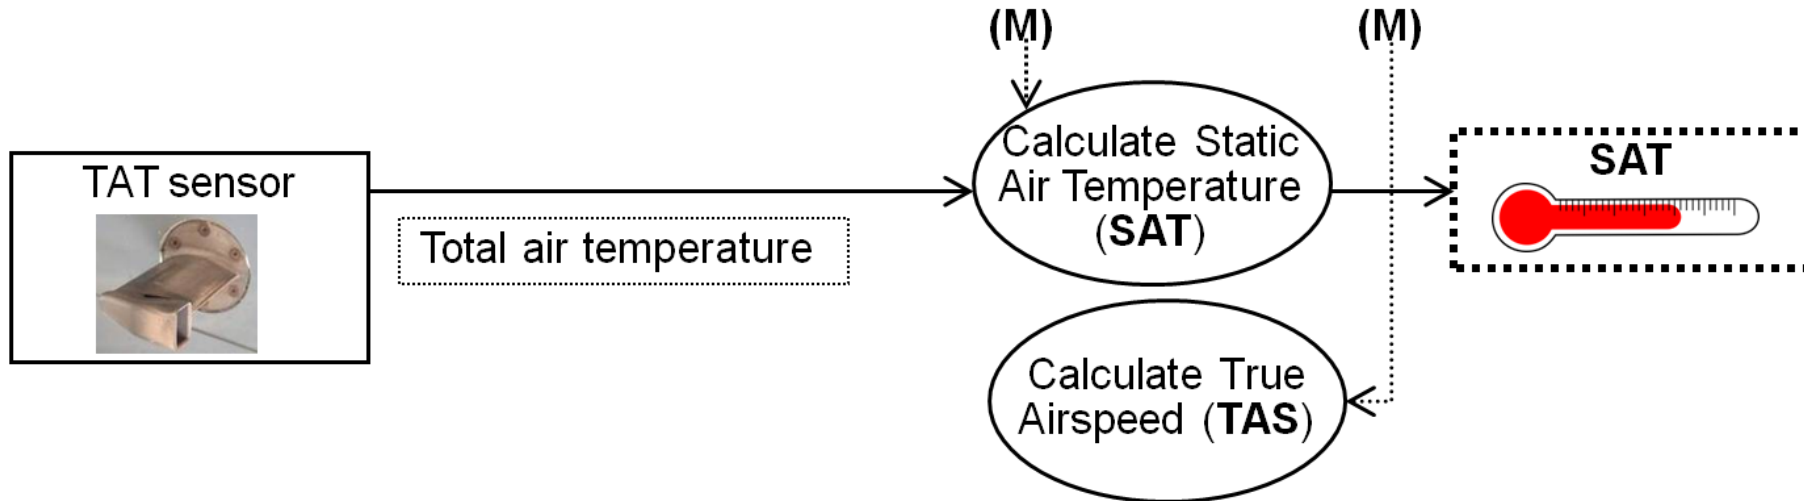 (M)
(M)
TAT sensor
Total air temperature
Calculate Static
Air Temperature
(SAT)
SAT
Calculate True
Airspeed (TAS)